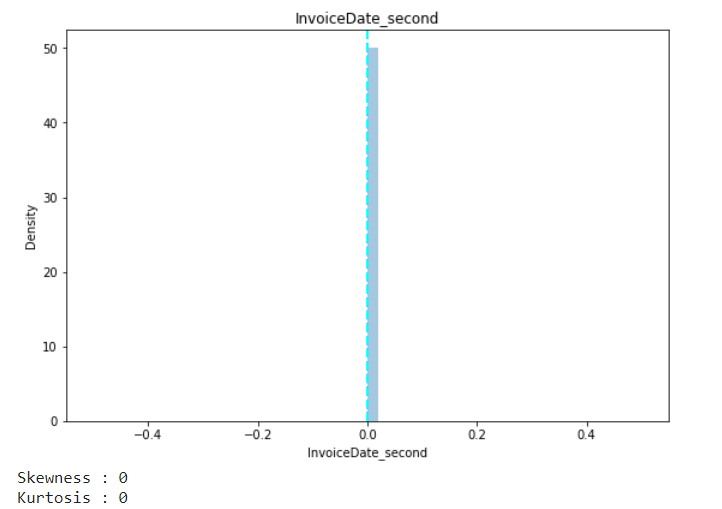 InvoiceDate_second
50
40
30
20
10
0
Density
−0.4 −0.2 0.0 0.2 0.4
InvoiceDate_second
Skewness : 0
Kurtosis : 0